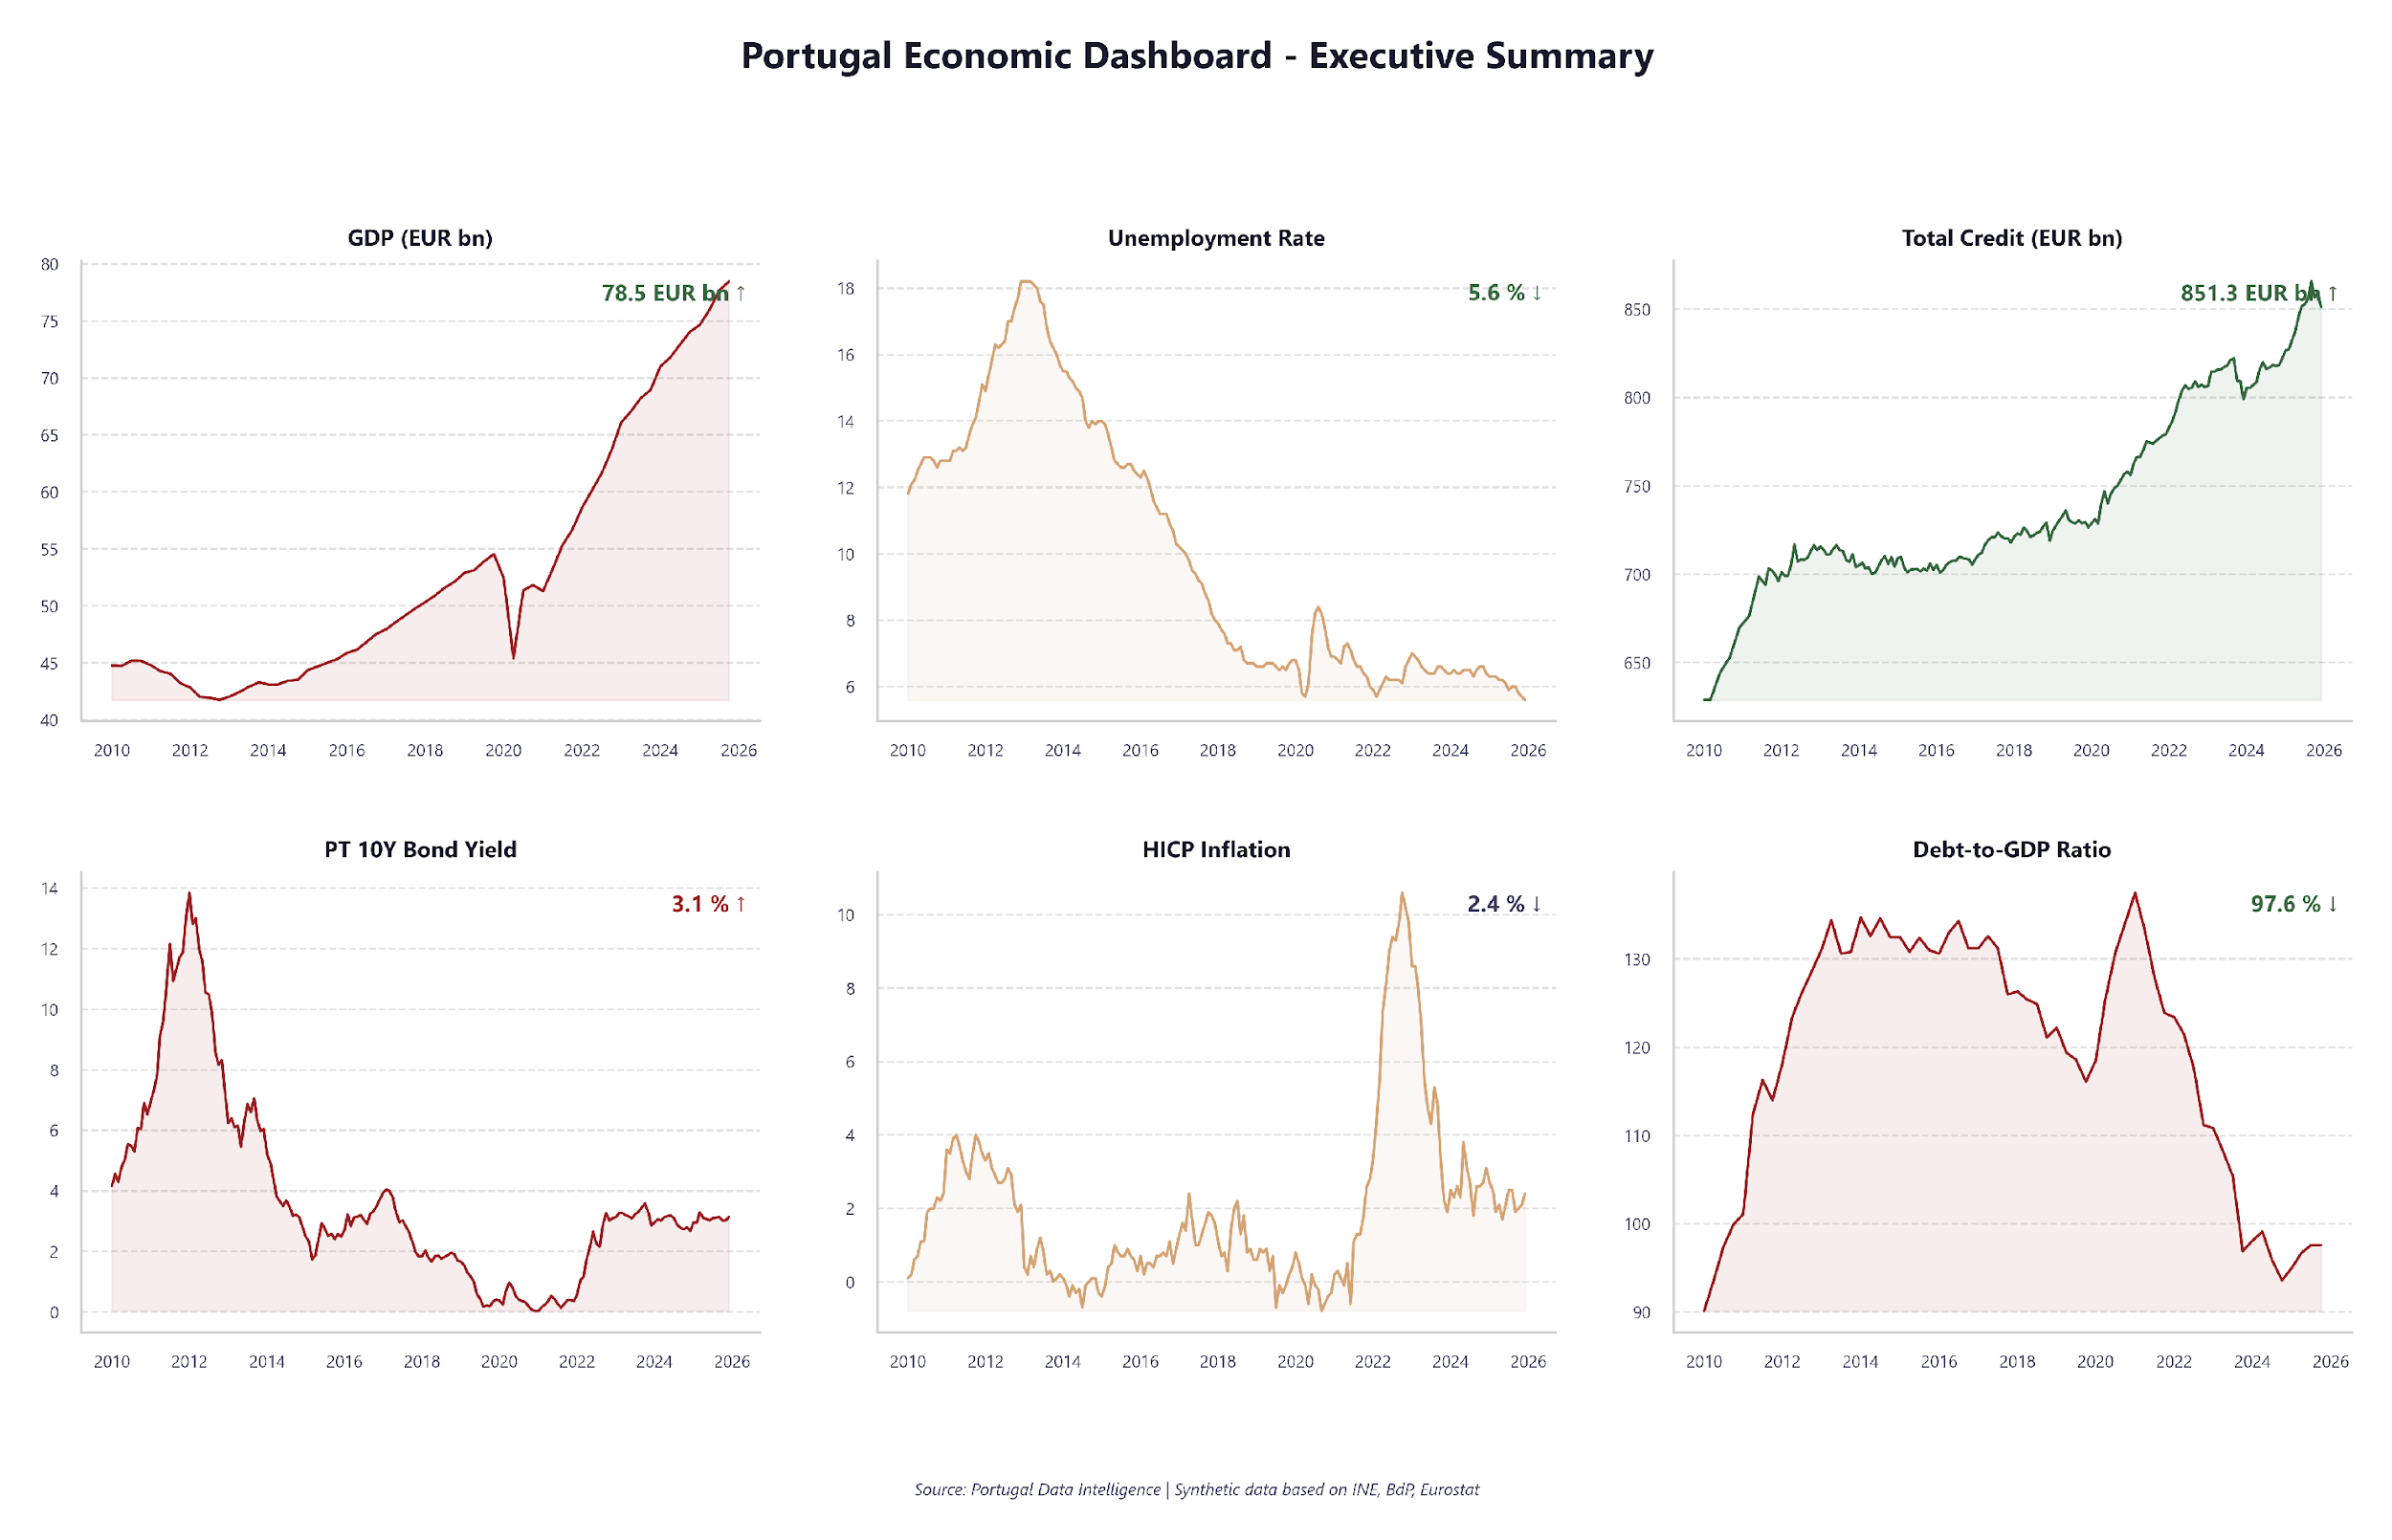 Portugal Economic Dashboard - Executive Summary
GDP (EUR bn)
78.5 EUR bn ↑
80
75
70
65
60
55
50
45
40
2010 2012 2014 2016 2018 2020 2022 2024 2026
Unemployment Rate
5.6 % ↓
18
16
14
12
10
8
6
2010 2012 2014 2016 2018 2020 2022 2024 2026
Total Credit (EUR bn)
851.3 EUR bn ↑
850
800
750
700
650
2010 2012 2014 2016 2018 2020 2022 2024 2026
PT 10Y Bond Yield
3.1 % ↑
14
12
10
8
6
4
2
0
2010 2012 2014 2016 2018 2020 2022 2024 2026
HICP Inflation
2.4 % ↓
10
8
6
4
2
0
2010 2012 2014 2016 2018 2020 2022 2024 2026
Debt-to-GDP Ratio
97.6 % ↓
130
120
110
100
90
2010 2012 2014 2016 2018 2020 2022 2024 2026
Source: Portugal Data Intelligence | Synthetic data based on INE, BdP, Eurostat